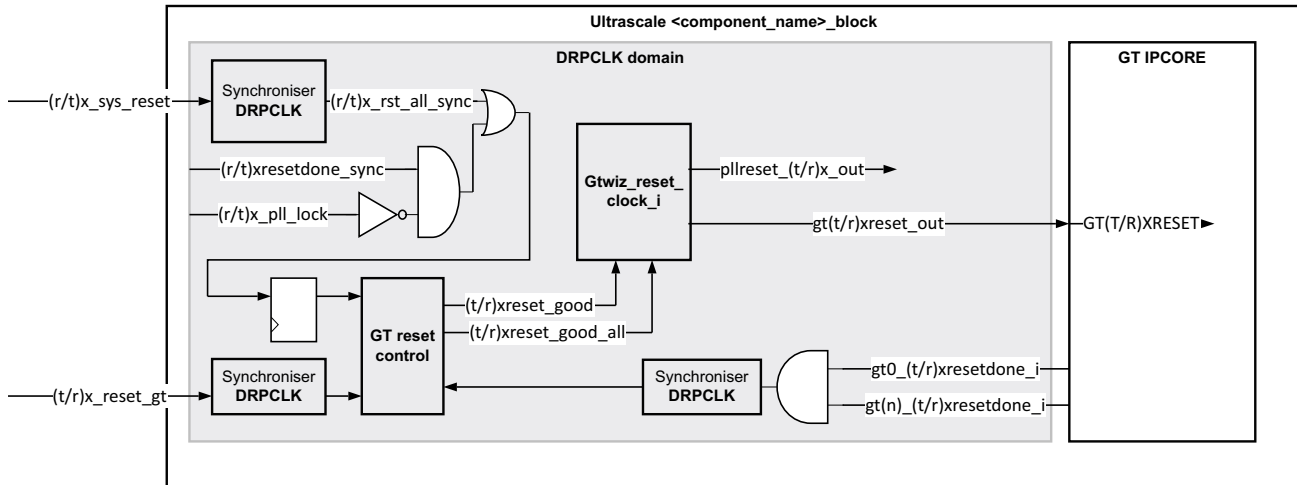 Ultrascale <component_name>_block
DRPCLK domain
GT IPCORE
(r/t)x_sys_reset
Synchroniser
DRPCLK
(r/t)x_rst_all_sync
(r/t)xresetdone_sync
(r/t)x_pll_lock
Gtwiz_reset_
clock_i
pllreset_(t/r)x_out
gt(t/r)xreset_out
GT(T/R)XRESET
GT reset
control
(t/r)xreset_good
(t/r)xreset_good_all
(t/r)x_reset_gt
Synchroniser
DRPCLK
Synchroniser
DRPCLK
gt0_(t/r)xresetdone_i
gt(n)_(t/r)xresetdone_i